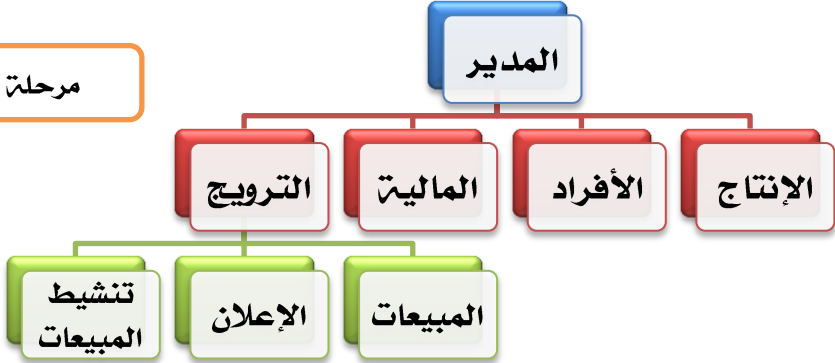 المدير
مرحلة
الإنتاج
الأفراد
المالية
الترويج
المبيعات
الإعلان
تنشيط
المبيعات